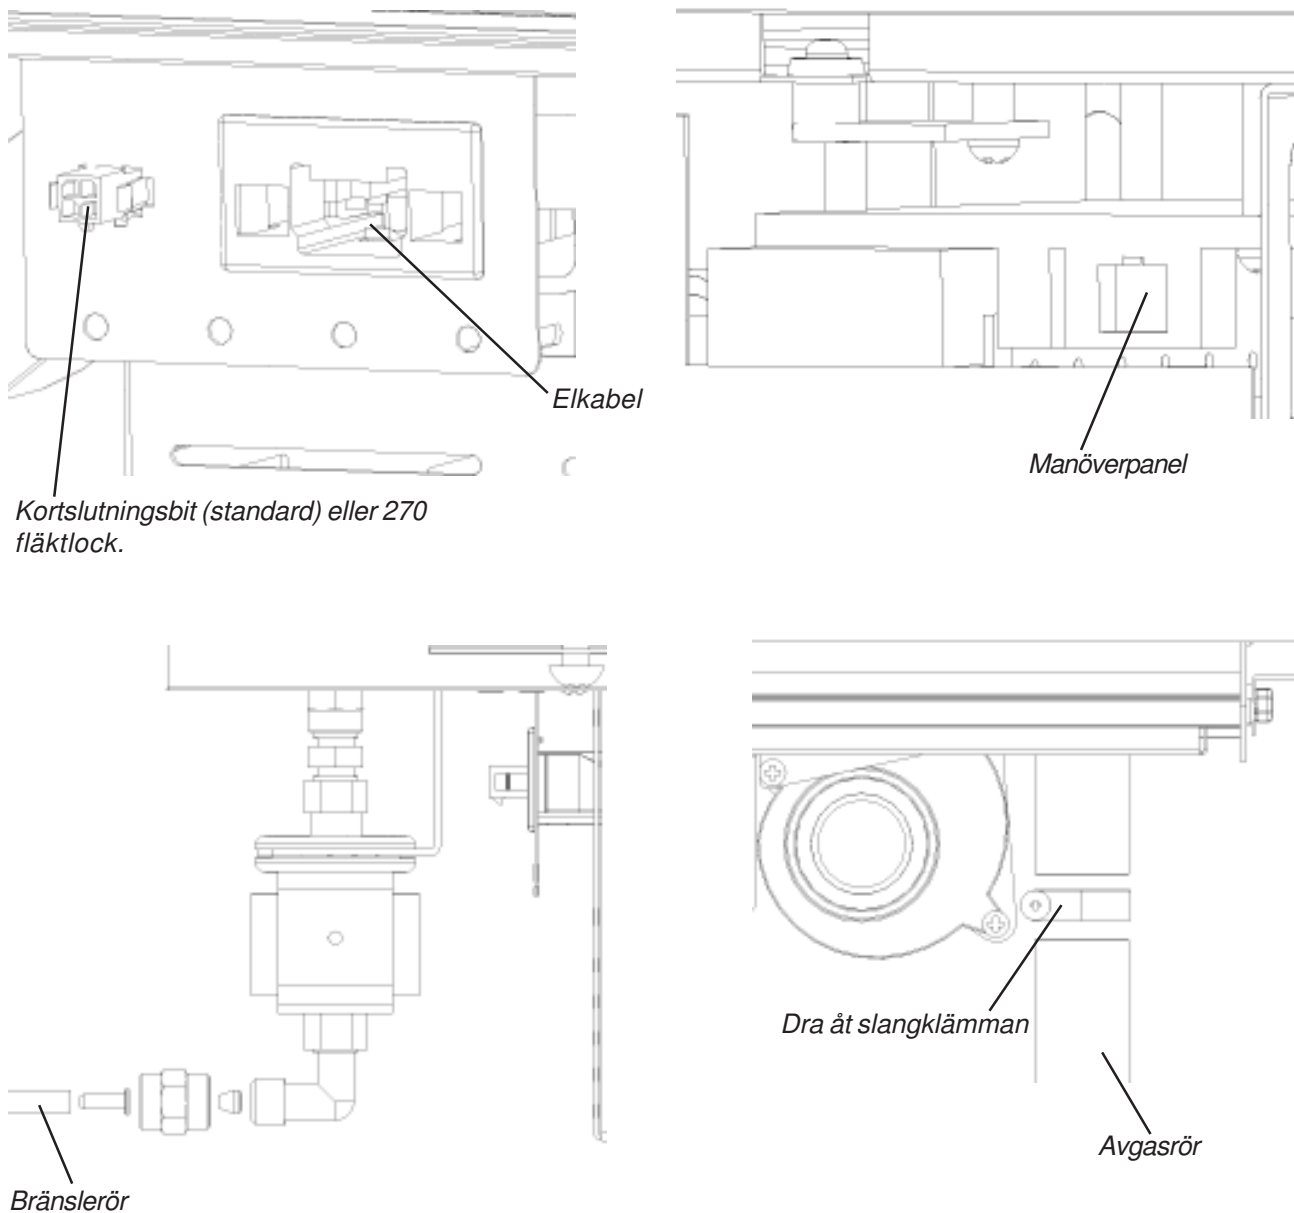 Elkabel
Manöverpanel
Kortslutningsbit (standard) eller 270
fläktlock.
Dra åt slangklämman
Avgasrör
Bränslerör